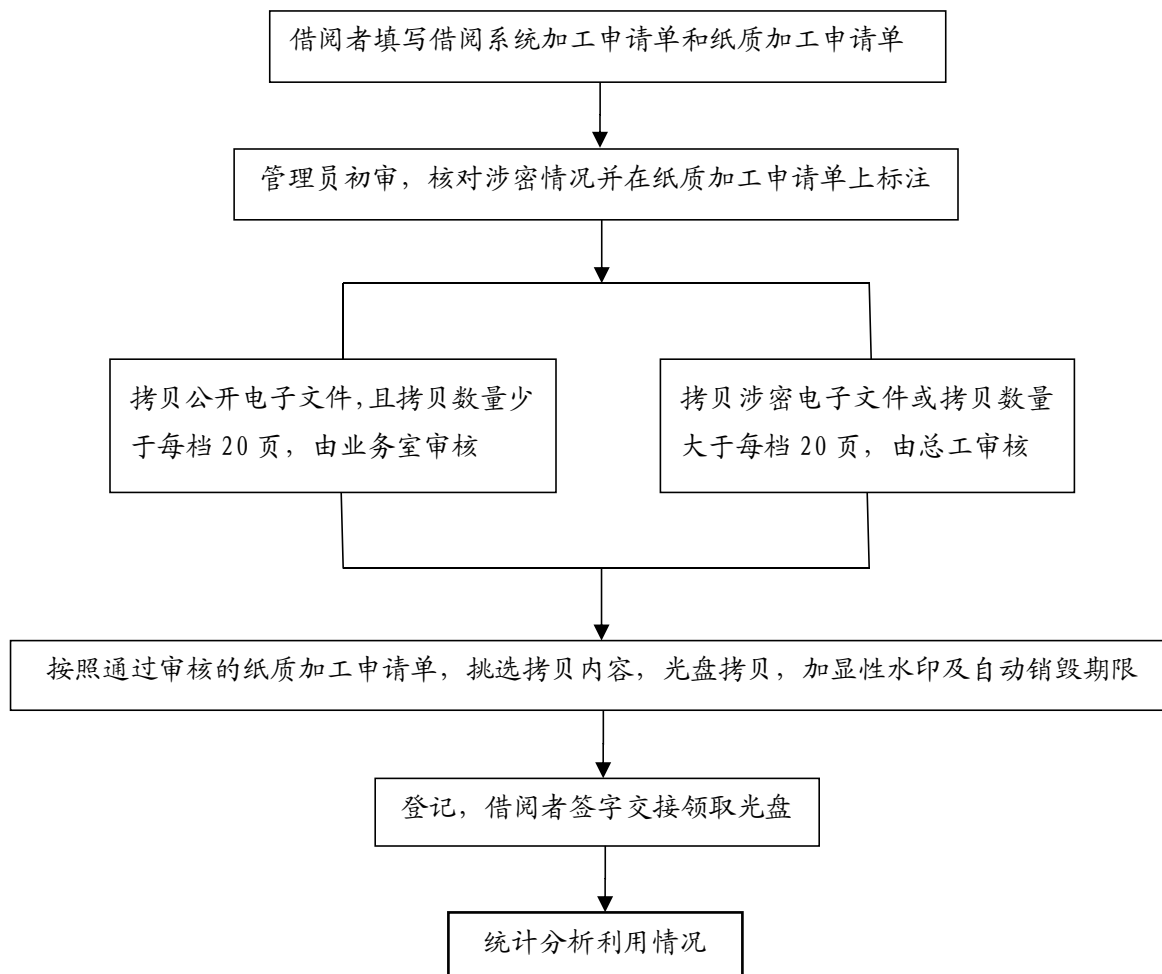 借阅者填写借阅系统加工申请单和纸质加工申请单
管理员初审，核对涉密情况并在纸质加工申请单上标注
拷贝公开电子文件，且拷贝数量少
于每档 20 页，由业务室审核
拷贝涉密电子文件或拷贝数量
大于每档 20 页，由总工审核
按照通过审核的纸质加工申请单，挑选拷贝内容，光盘拷贝，加显性水印及自动销毁期限
登记，借阅者签字交接领取光盘
统计分析利用情况